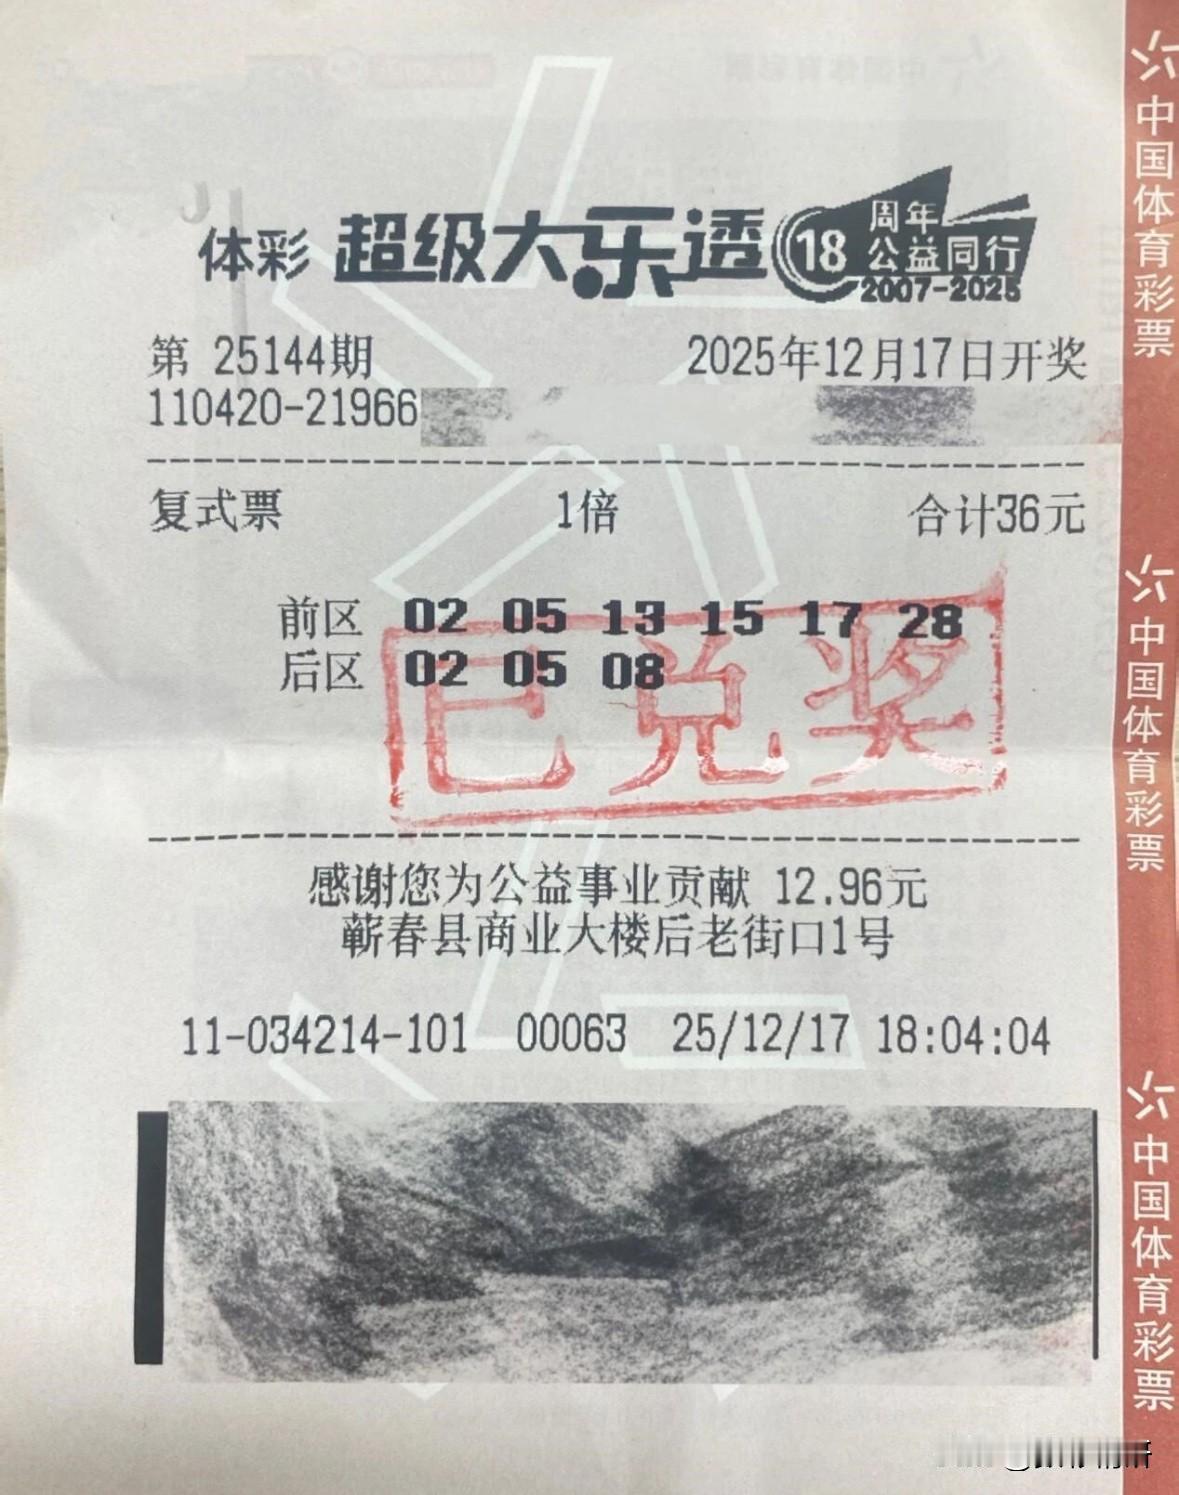 体彩 超级大乐透 18 周年 公益同行 2007-2025
第 25144期 2025年12月17日开奖
110420-21966
复式票 1倍 合计36元
前区 02 05 13 15 17 28
后区 02 05 08
已兑奖
感谢您为公益事业贡献 12.96元
蕲春县商业大楼后老街口1号
11-034214-101 00063 25/12/17 18:04:04
中国体育彩票
中国体育彩票
中国体育彩票